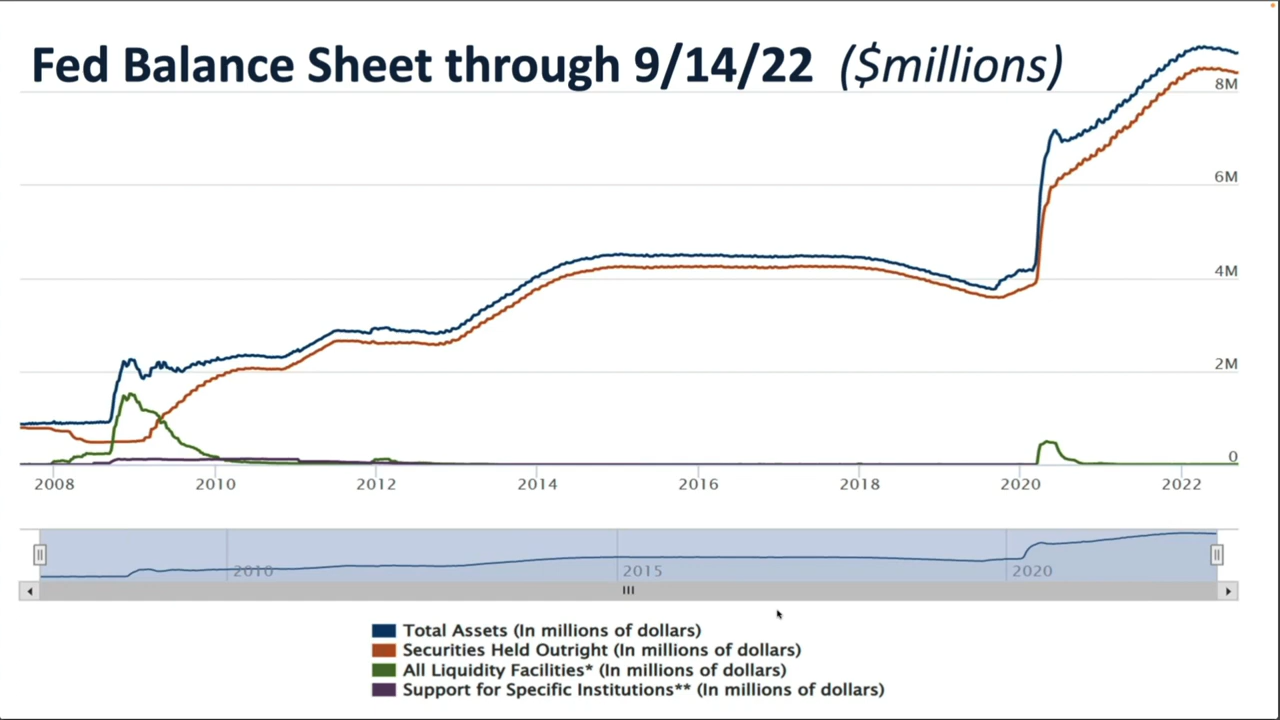 Fed Balance Sheet through 9/14/22 ($millions)
8M
6M
4M
2M
0
2008 2010 2012 2014 2016 2018 2020 2022
2010 2015 2020
Total Assets (In millions of dollars)
Securities Held Outright (In millions of dollars)
All Liquidity Facilities* (In millions of dollars)
Support for Specific Institutions** (In millions of dollars)